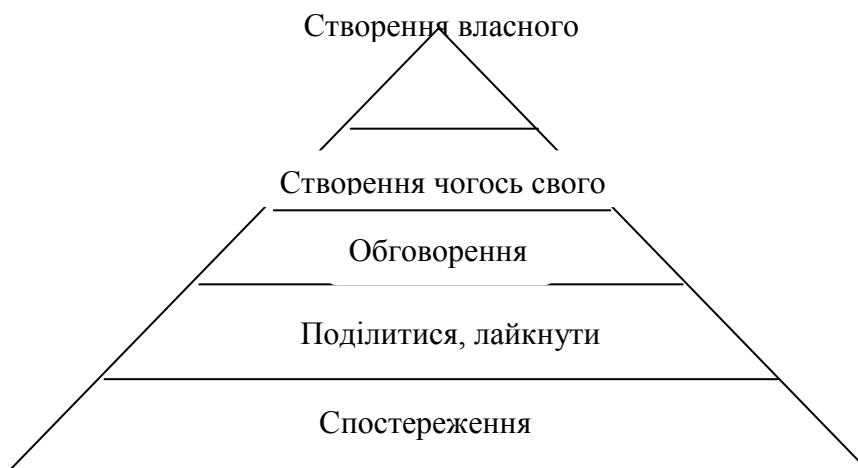 Створення власного
Створення чогось свого
Обговорення
Поділитися, лайкнути
Спостереження